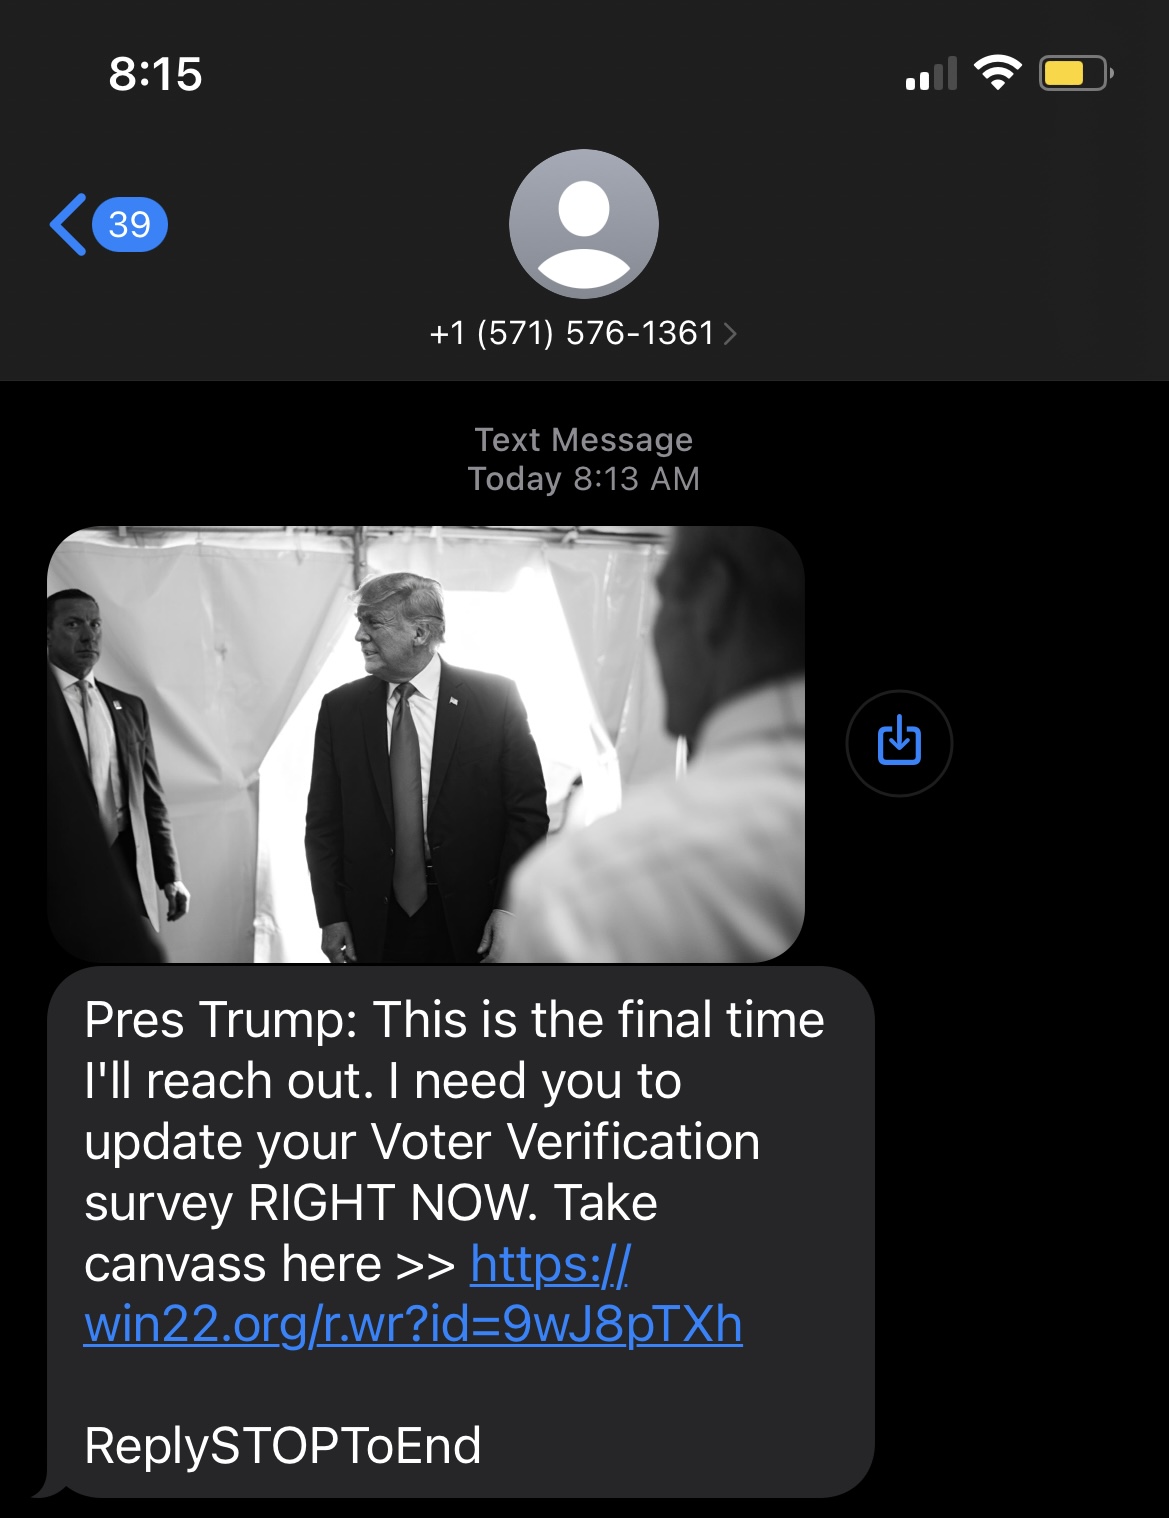 8:15
39
+1 (571) 576-1361
Text Message
Today 8:13 AM
Pres Trump: This is the final time
I'll reach out. I need you to
update your Voter Verification
survey RIGHT NOW. Take
canvass here >> https://
win22.org/r.wr?id=9wJ8pTXh
ReplySTOPToEnd